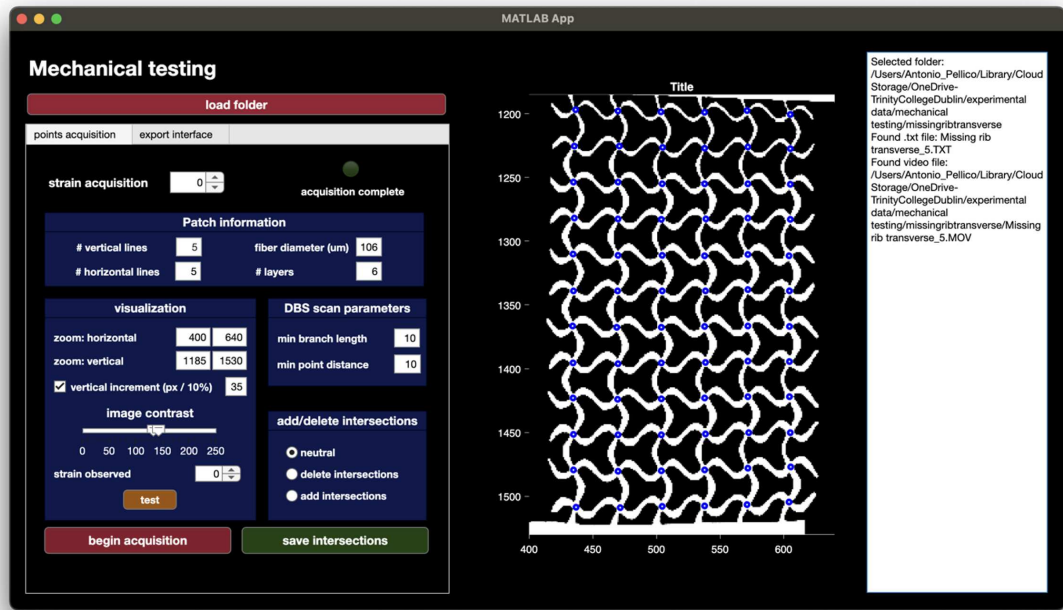 MATLAB App
Mechanical testing
load folder
points acquisition export interface
strain acquisition 0
acquisition complete
Patch information
# vertical lines 5 fiber diameter (um) 106
# horizontal lines 5 # layers 6
visualization
zoom: horizontal 400 640
zoom: vertical 1185 1530
vertical increment (px / 10%) 35
image contrast
0 50 100 150 200 250
strain observed 0
test
DBS scan parameters
min branch length 10
min point distance 10
add/delete intersections
neutral
delete intersections
add intersections
begin acquisition save intersections
Title
1200
1250
1300
1350
1400
1450
1500
400 450 500 550 600
Selected folder:
/Users/Antonio_Pellico/Library/Cloud
Storage/OneDrive-
TrinityCollegeDublin/experimental
data/mechanical
testing/missingribtransverse
Found .txt file: Missing rib
transverse_5.TXT
Found video file:
/Users/Antonio_Pellico/Library/Cloud
Storage/OneDrive-
TrinityCollegeDublin/experimental
data/mechanical
testing/missingribtransverse/Missing
rib transverse_5.MOV